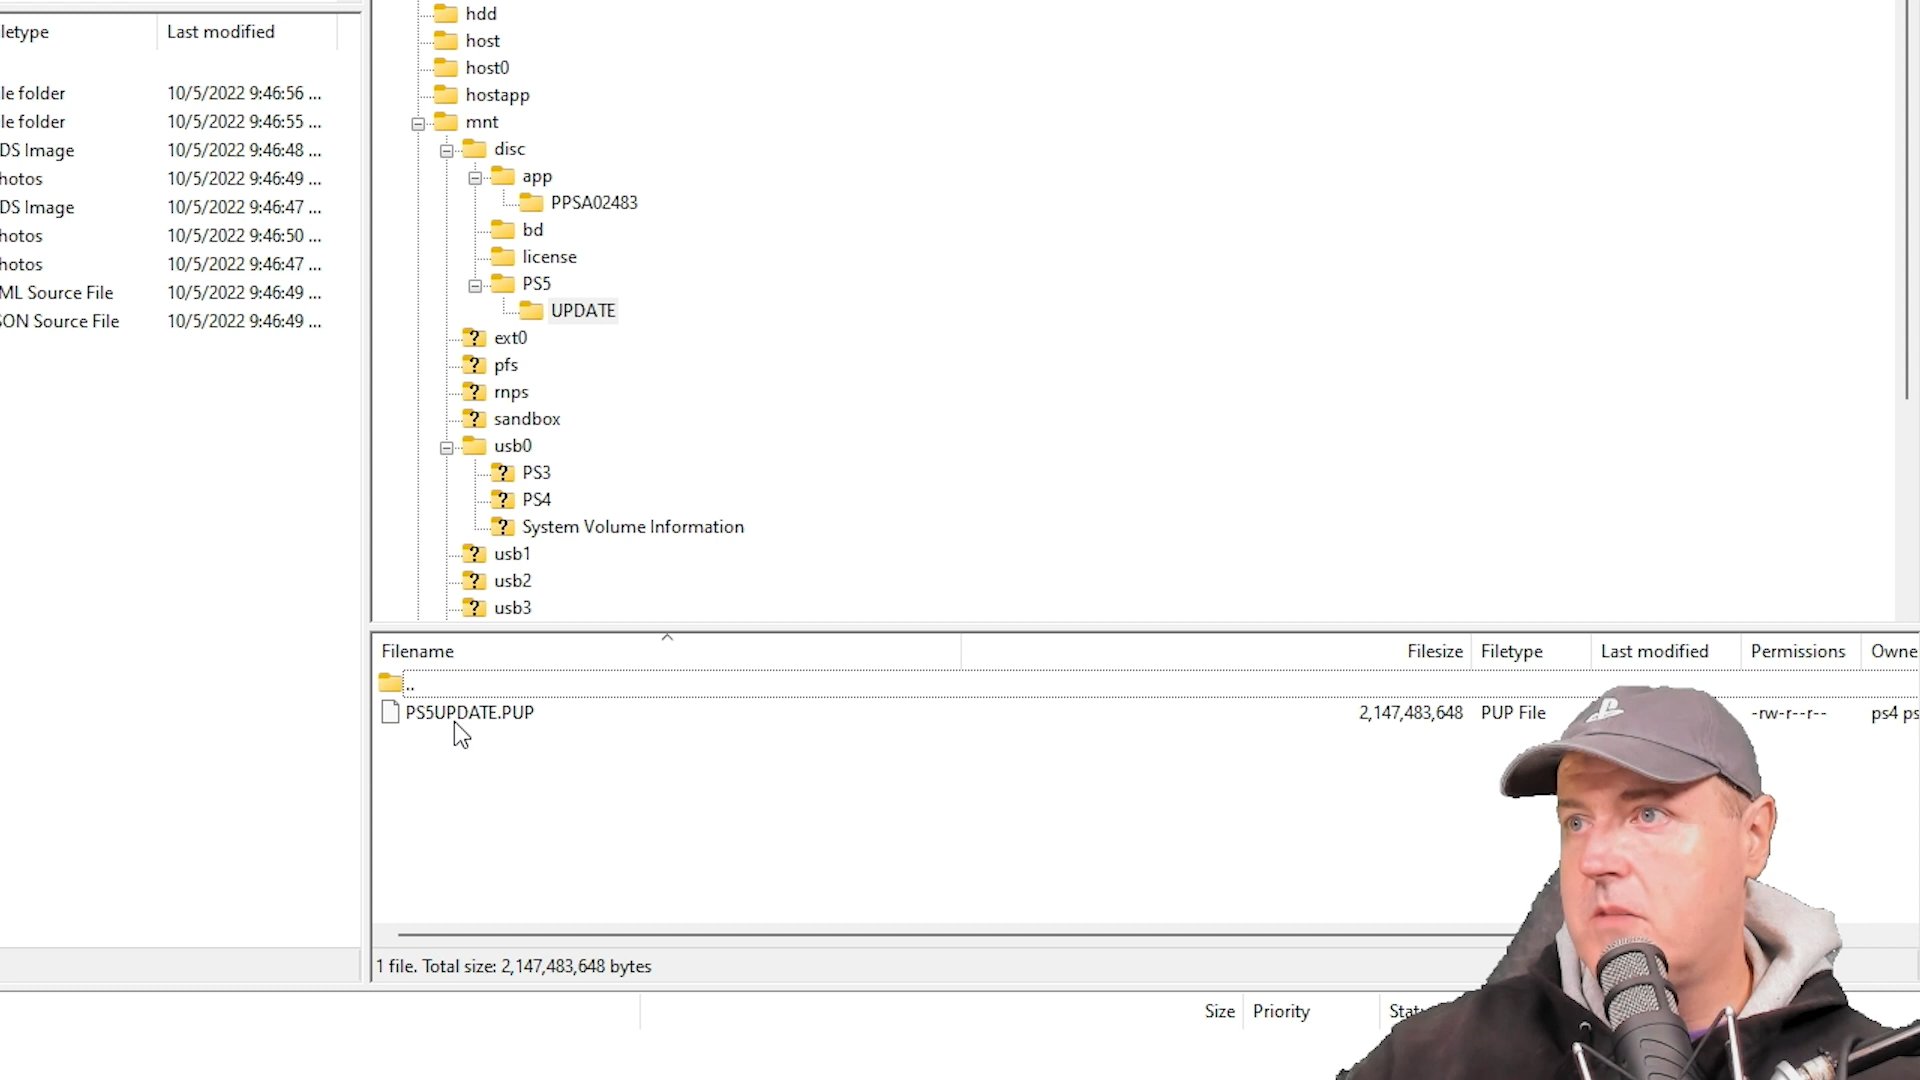 letype Last modified
le folder 10/5/2022 9:46:56 ...
le folder 10/5/2022 9:46:55 ...
DS Image 10/5/2022 9:46:48 ...
hotos 10/5/2022 9:46:49 ...
DS Image 10/5/2022 9:46:47 ...
hotos 10/5/2022 9:46:50 ...
hotos 10/5/2022 9:46:47 ...
ML Source File 10/5/2022 9:46:49 ...
SON Source File 10/5/2022 9:46:49 ...
hdd
host
host0
hostapp
mnt
disc
app
PPSA02483
bd
license
PS5
UPDATE
ext0
pfs
rnps
sandbox
usb0
PS3
PS4
System Volume Information
usb1
usb2
usb3
Filename Filesize Filetype Last modified Permissions Owne
..
PS5UPDATE.PUP 2,147,483,648 PUP File -rw-r--r-- ps4 ps
1 file. Total size: 2,147,483,648 bytes
Size Priority Statu